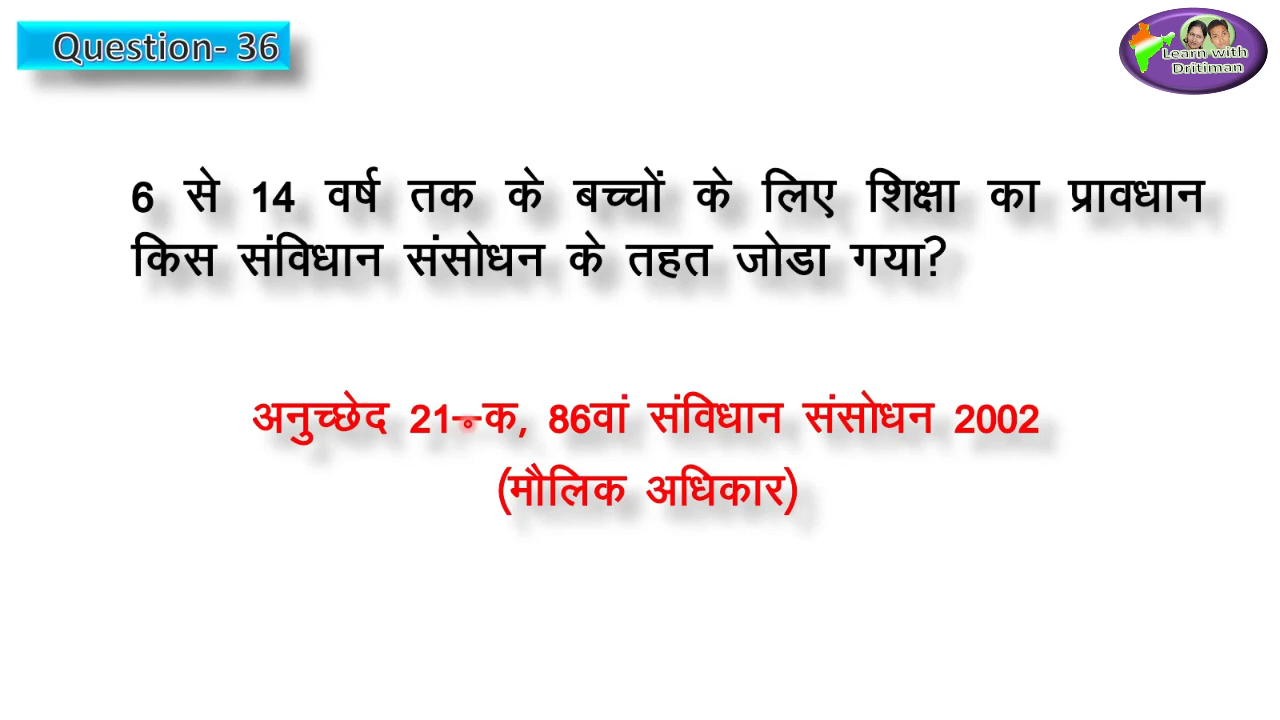 Question- 36
Learn with
Dritiman
6 से 14 वर्ष तक के बच्चों के लिए शिक्षा का प्रावधान
किस संविधान संसोधन के तहत जोडा गया?
अनुच्छेद 21-क, 86वां संविधान संसोधन 2002
(मौलिक अधिकार)